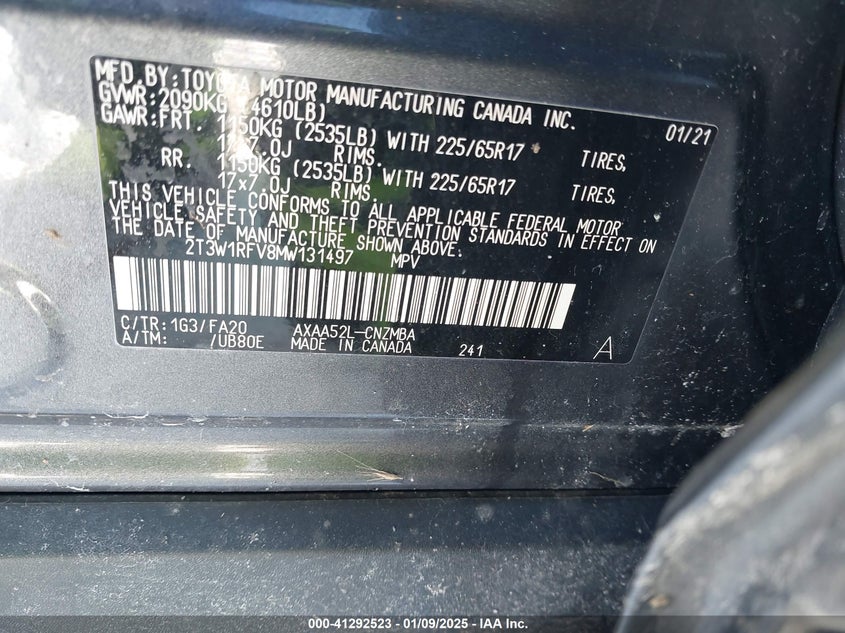 MFD. BY: TOYOTA MOTOR MANUFACTURING CANADA INC.
GVWR: 2090KG (4610LB) 01/21
GAWR: FRT. 1150KG (2535LB) WITH 225/65R17 TIRES,
17x7.0J RIMS.
RR. 1150KG (2535LB) WITH 225/65R17 TIRES,
17x7.0J RIMS.
THIS VEHICLE CONFORMS TO ALL APPLICABLE FEDERAL MOTOR
VEHICLE SAFETY AND THEFT PREVENTION STANDARDS IN EFFECT ON
THE DATE OF MANUFACTURE SHOWN ABOVE.
2T3W1RFV8MW131497 MPV
C/TR: 1G3/FA20 AXAA52L-CNZMBA
A/TM: /UB80E MADE IN CANADA 241 A
000-41292523 - 01/09/2025 - IAA Inc.